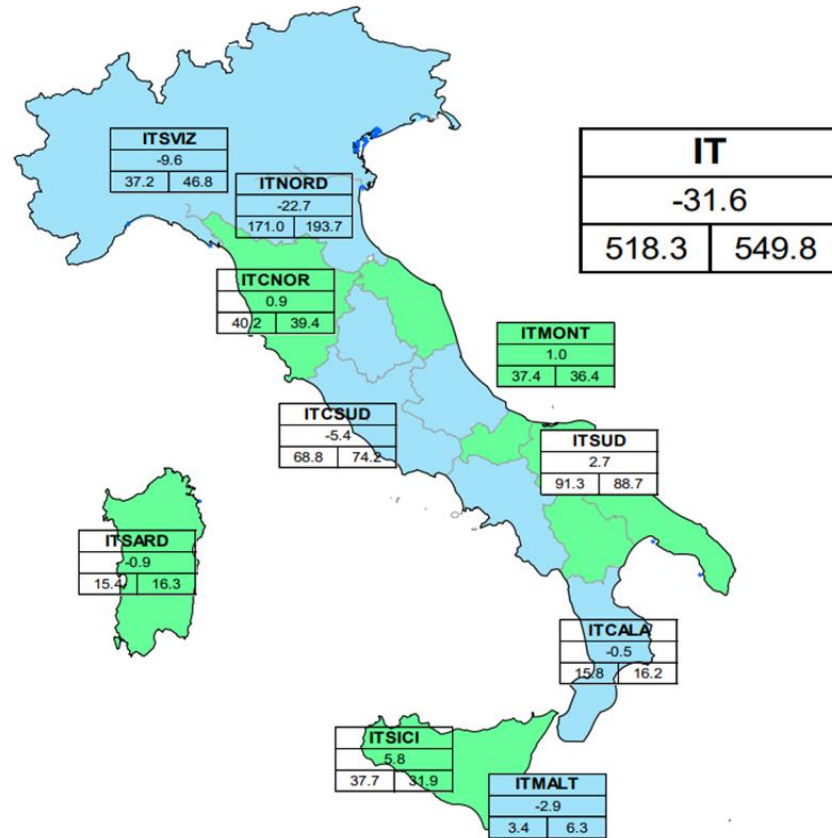 ITSVIZ
-9.6
37.2 46.8
ITNORD
-22.7
171.0 193.7
IT
-31.6
518.3 549.8
ITCNOR
0.9
40.2 39.4
ITMONT
1.0
37.4 36.4
ITCSUD
-5.4
68.8 74.2
ITSUD
2.7
91.3 88.7
ITSARD
-0.9
15.4 16.3
ITCALA
-0.5
15.8 16.2
ITSICI
5.8
37.7 31.9
ITMALT
-2.9
3.4 6.3